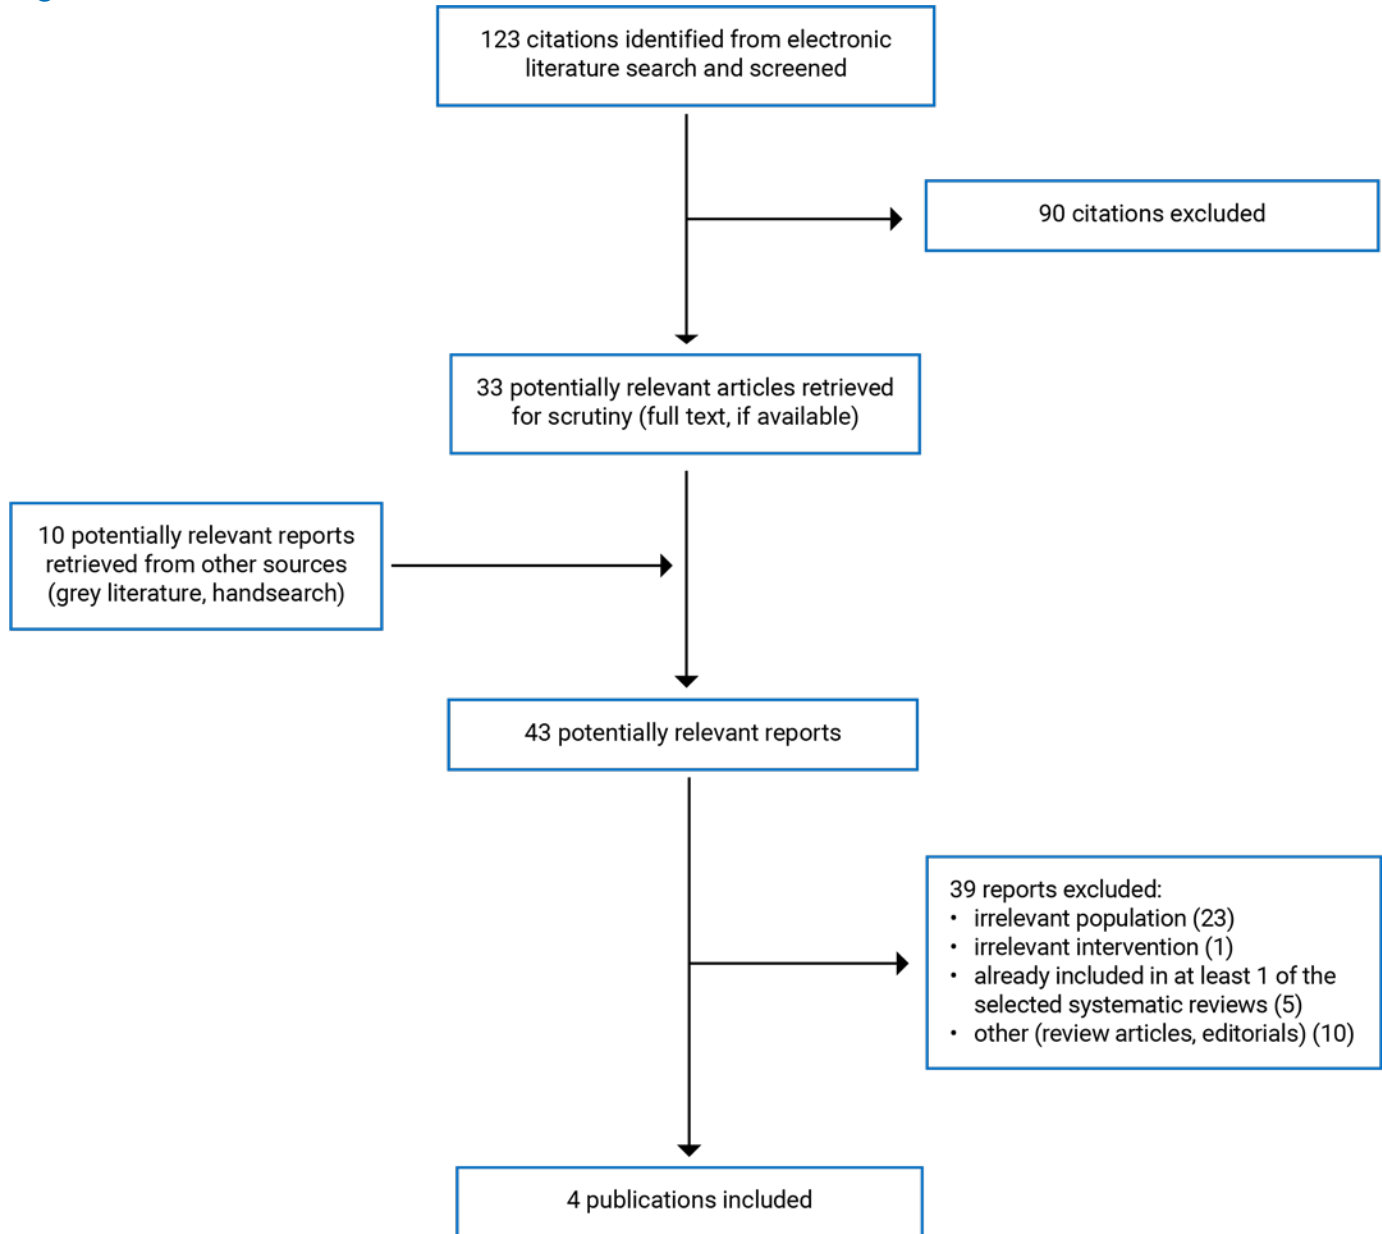 123 citations identified from electronic
literature search and screened
90 citations excluded
33 potentially relevant articles retrieved
for scrutiny (full text, if available)
10 potentially relevant reports
retrieved from other sources
(grey literature, handsearch)
43 potentially relevant reports
39 reports excluded:
• irrelevant population (23)
• irrelevant intervention (1)
• already included in at least 1 of the
selected systematic reviews (5)
• other (review articles, editorials) (10)
4 publications included